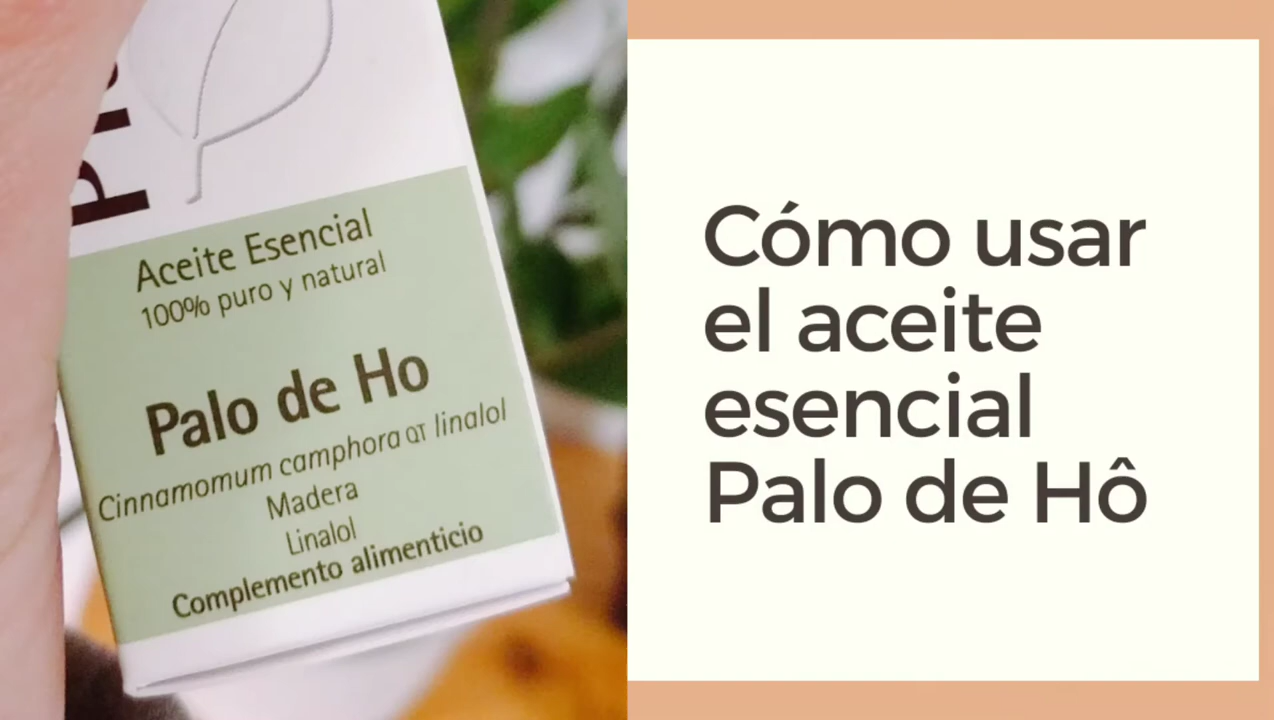 Aceite Esencial
100% puro y natural
Palo de Ho
Cinnamomum camphora QT linalol
Madera
Linalol
Complemento alimenticio
Cómo usar
el aceite
esencial
Palo de Hô